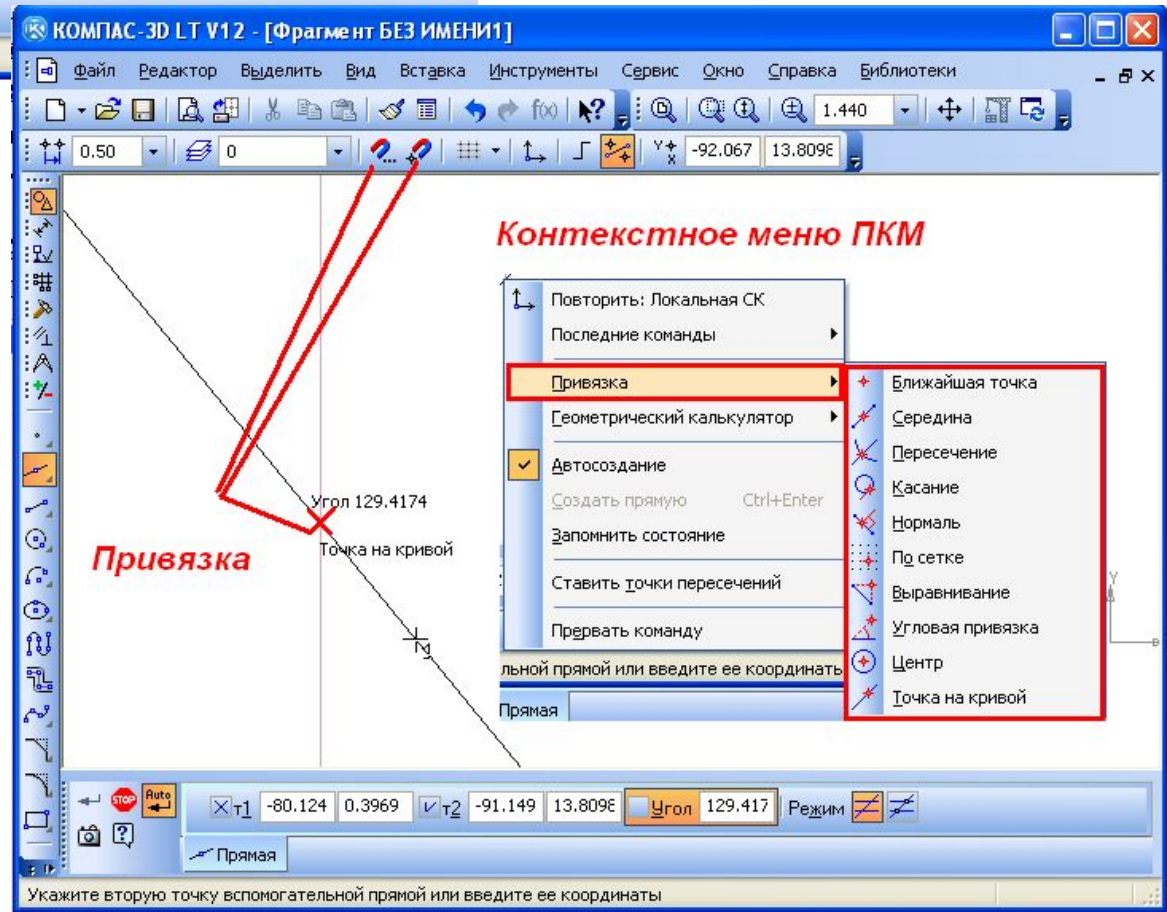 КОМПАС-3D LT V12 - [Фрагмент БЕЗ ИМЕНИ1]
Файл Редактор Выделить Вид Вставка Инструменты Сервис Окно Справка Библиотеки
f(x) 1.440
0.50 0 Y X -92.067 13.809
Контекстное меню ПКМ
Повторить: Локальная СК
Последние команды
Привязка
Геометрический калькулятор
Автосоздание
Создать прямую Ctrl+Enter
Запомнить состояние
Ставить точки пересечений
Прервать команду
льной прямой или введите ее координаты
Прямая
Ближайшая точка
Середина
Пересечение
Касание
Нормаль
По сетке
Выравнивание
Угловая привязка
Центр
Точка на кривой
Y
Угол 129.4174
Точка на кривой
Привязка
STOP Auto т1 -80.124 0.3969 т2 -91.149 13.809 Угол 129.417 Режим
Прямая
Укажите вторую точку вспомогательной прямой или введите ее координаты